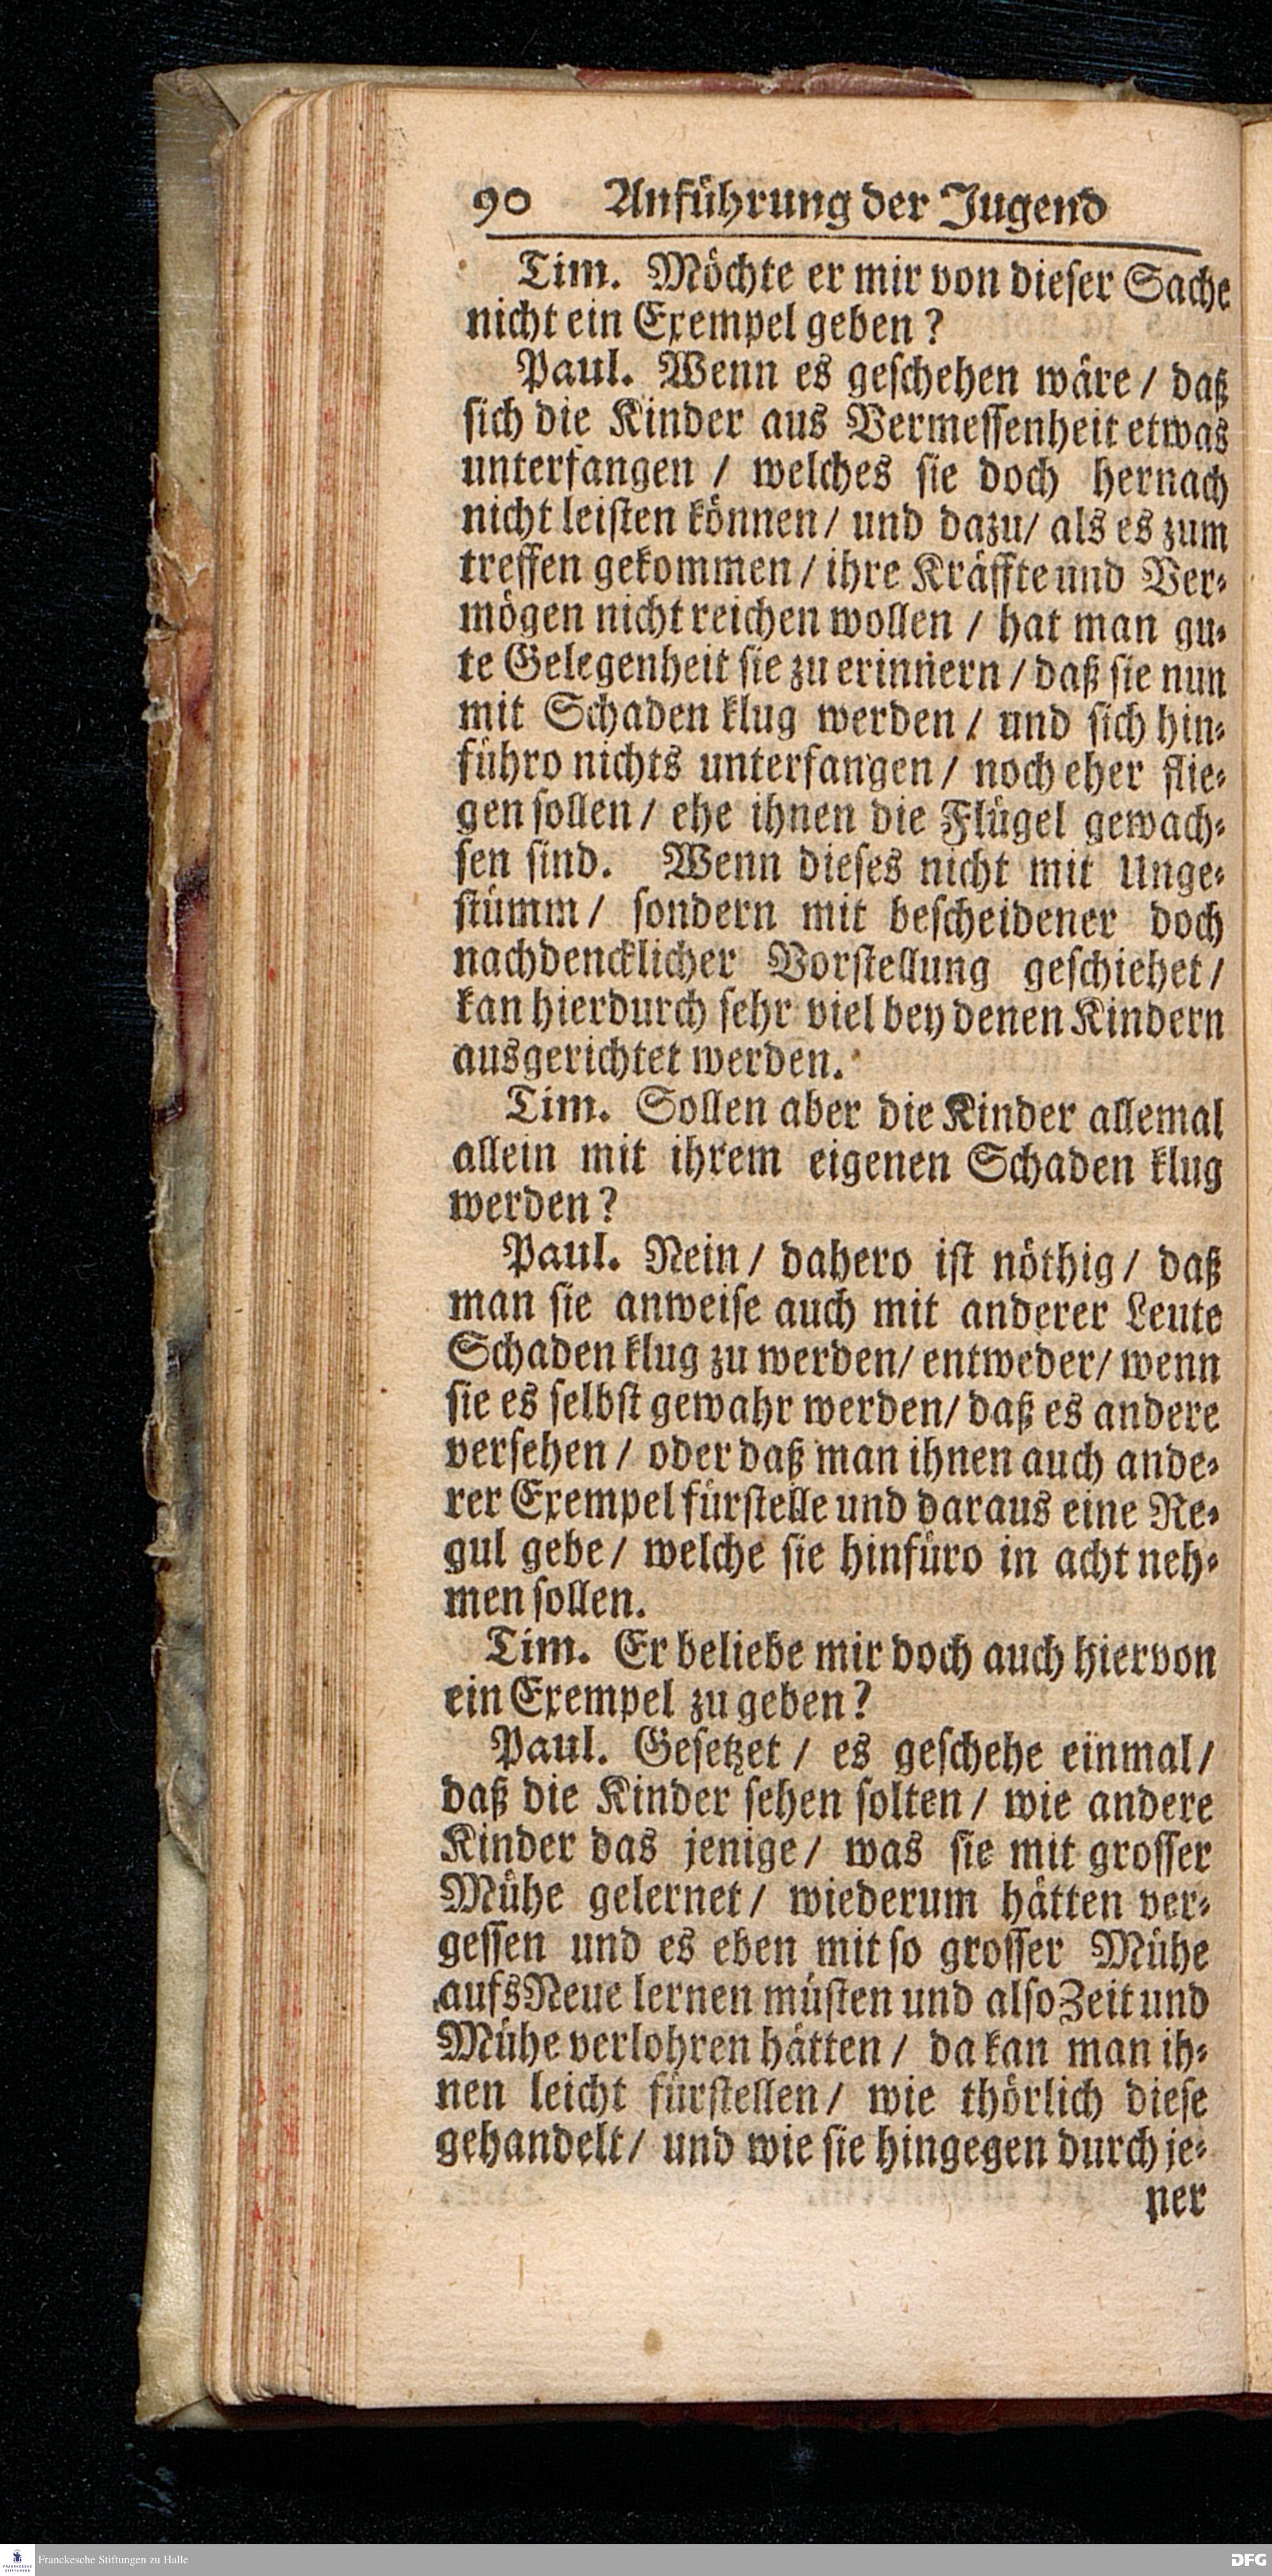 90 Anführung der Jugend
Tim. Möchte er mir von dieser Sache
nicht ein Exempel geben?
Paul. Wenn es geschehen wäre / daß
sich die Kinder aus Vermessenheit etwas
unterfangen / welches sie doch hernach
nicht leisten können / und dazu / als es zum
treffen gekommen / ihre Kräffte und Ver-
mögen nicht reichen wollen / hat man gu-
te Gelegenheit sie zu erinnern / daß sie nun
mit Schaden klug werden / und sich hin-
führo nichts unterfangen / noch eher flie-
gen sollen / ehe ihnen die Flügel gewach-
sen sind. Wenn dieses nicht mit Unge-
stümm / sondern mit bescheidener doch
nachdencklicher Vorstellung geschiehet /
kan hierdurch sehr viel bey denen Kindern
ausgerichtet werden.
Tim. Sollen aber die Kinder allemal
allein mit ihrem eigenen Schaden klug
werden?
Paul. Nein / dahero ist nöthig / daß
man sie anweise auch mit anderer Leute
Schaden klug zu werden / entweder / wenn
sie es selbst gewahr werden / daß es andere
versehen / oder daß man ihnen auch ande-
rer Exempel fürstelle und daraus eine Re-
gul gebe / welche sie hinfüro in acht neh-
men sollen.
Tim. Er beliebe mir doch auch hiervon
ein Exempel zu geben?
Paul. Gesetzet / es geschehe einmal /
daß die Kinder sehen solten / wie andere
Kinder das jenige / was sie mit grosser
Mühe gelernet / wiederum hätten ver-
gessen und es eben mit so grosser Mühe
aufs Neue lernen müsten und also Zeit und
Mühe verlohren hätten / da kan man ih-
nen leicht fürstellen / wie thörlich diese
gehandelt / und wie sie hingegen durch je-
ner
Franckesche Stiftungen zu Halle
DFG